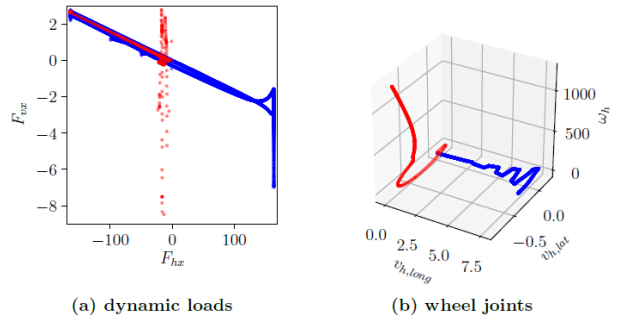 2
0
−2
−4
−6
−8
F_vx
−100 0 100
F_hx
1000
500
0
ω_h
0.0
−0.5
v_h,lat
0.0 2.5 5.0 7.5
v_h,long
(a) dynamic loads (b) wheel joints